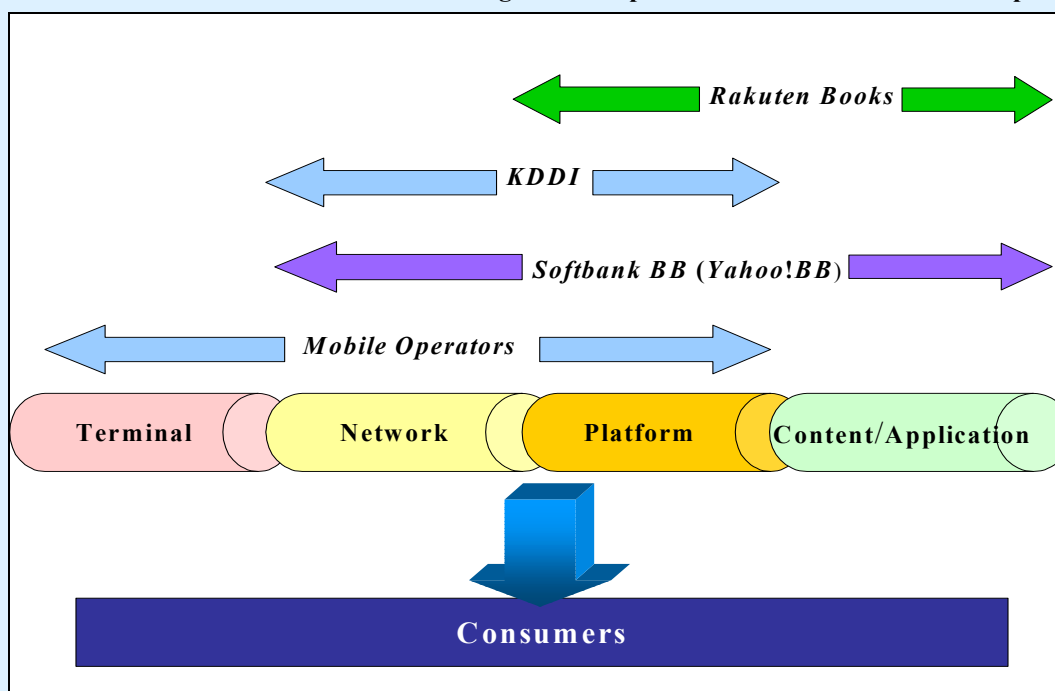 Rakuten Books
KDDI
Softbank BB (Yahoo!BB)
Mobile Operators
Terminal Network Platform Content/Application
Consumers